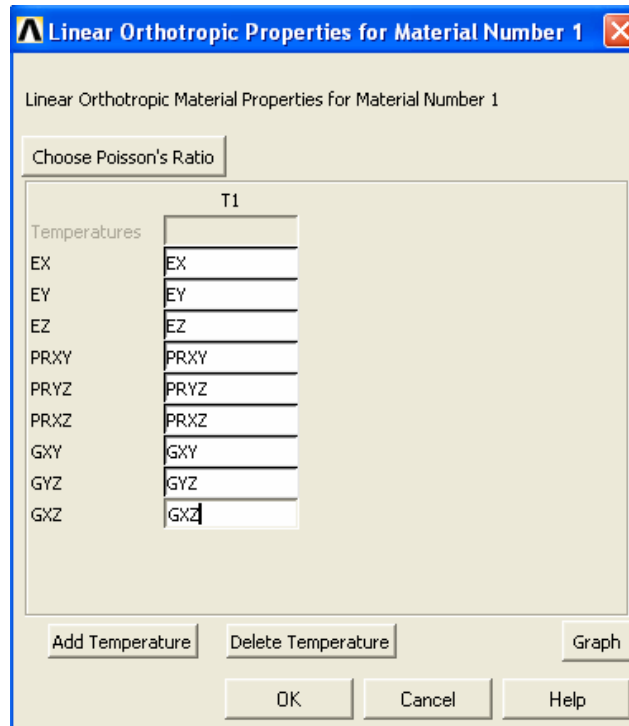 Linear Orthotropic Properties for Material Number 1
Linear Orthotropic Material Properties for Material Number 1
Choose Poisson's Ratio
T1
Temperatures
EX EX
EY EY
EZ EZ
PRXY PRXY
PRYZ PRYZ
PRXZ PRXZ
GXY GXY
GYZ GYZ
GXZ GXZ
Add Temperature Delete Temperature Graph
OK Cancel Help